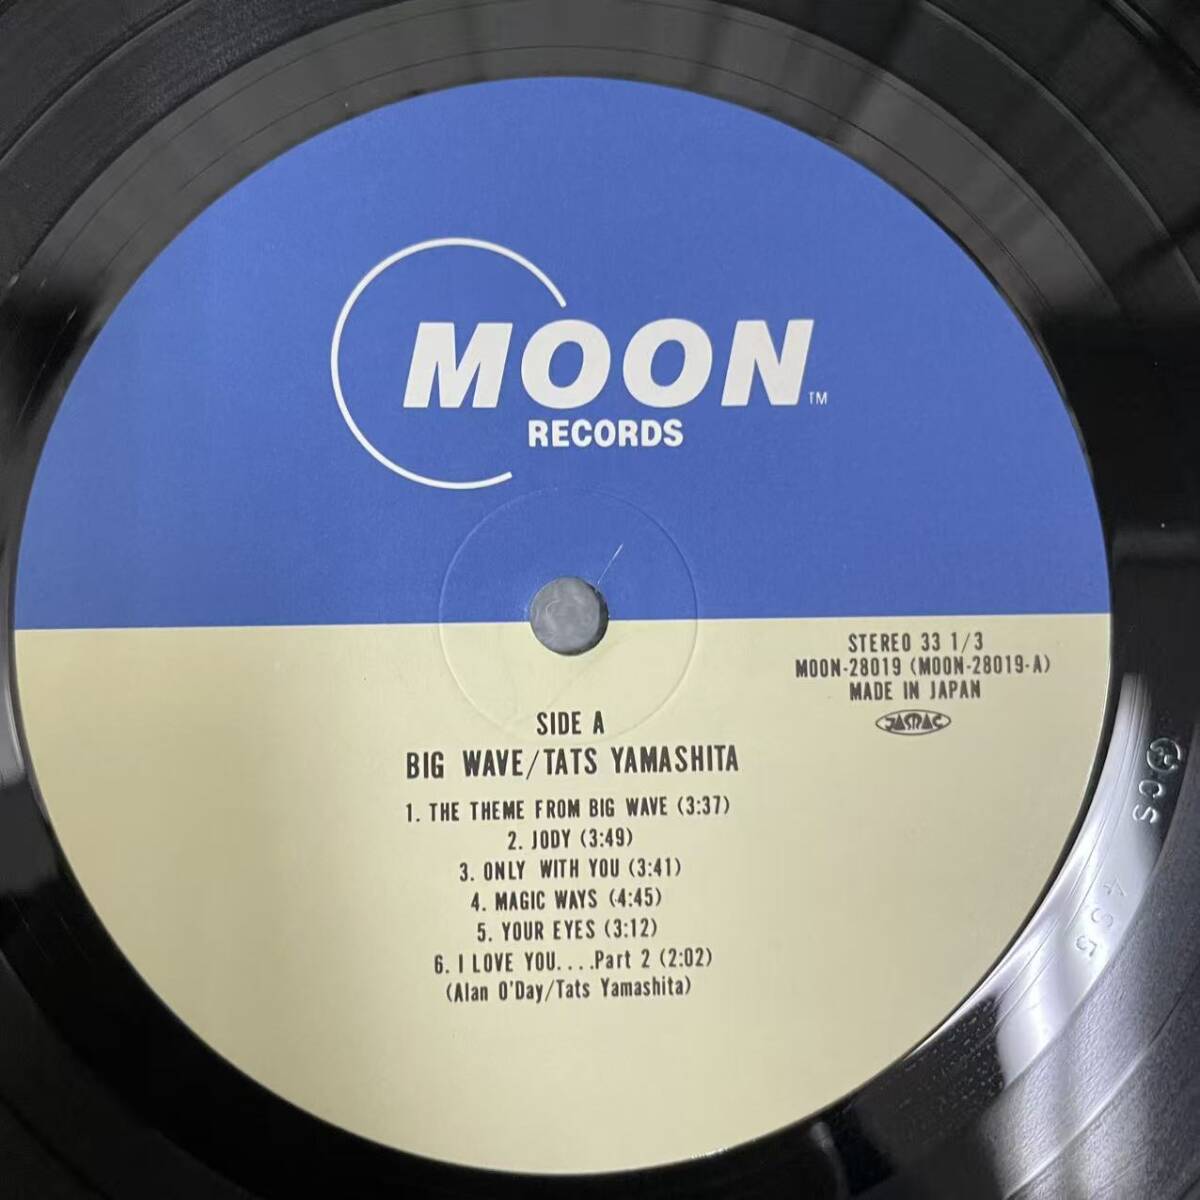 MOON™
RECORDS
STEREO 33 1/3
MOON-28019 (MOON-28019-A)
MADE IN JAPAN
JASRAC
SIDE A
BIG WAVE/TATS YAMASHITA
1. THE THEME FROM BIG WAVE (3:37)
2. JODY (3:49)
3. ONLY WITH YOU (3:41)
4. MAGIC WAYS (4:45)
5. YOUR EYES (3:12)
6. I LOVE YOU....Part 2 (2:02)
(Alan O'Day/Tats Yamashita)
CS
4S5